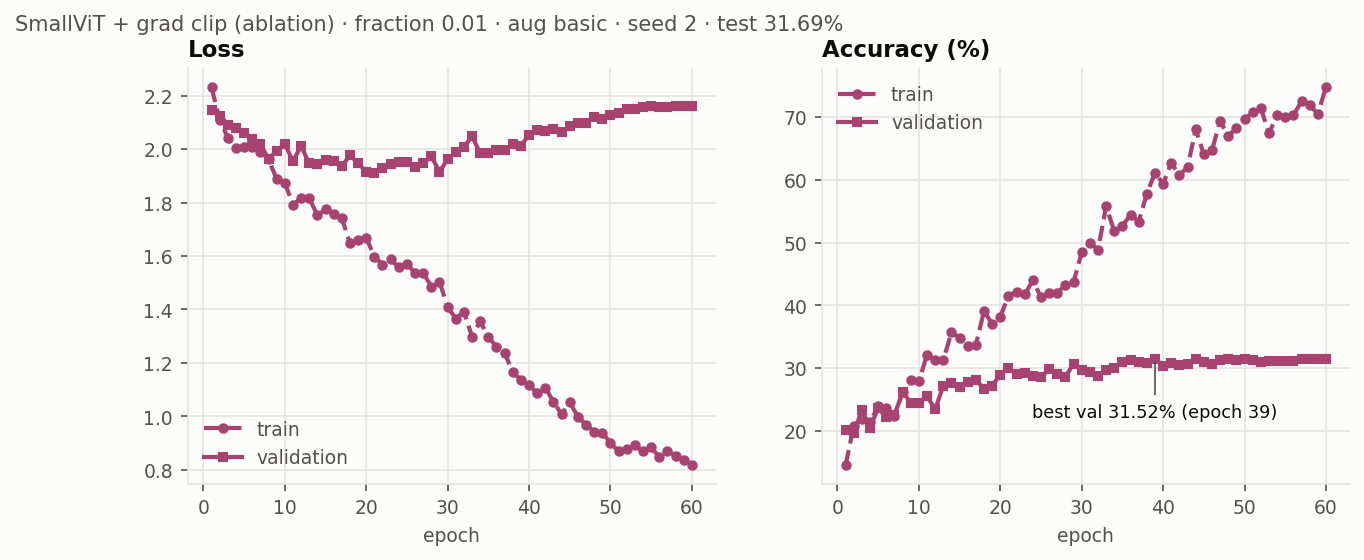 SmallViT + grad clip (ablation) · fraction 0.01 · aug basic · seed 2 · test 31.69%
Loss
2.2
2.0
1.8
1.6
1.4
1.2
1.0
0.8
train
validation
0 10 20 30 40 50 60
epoch
Accuracy (%)
train
validation
70
60
50
40
30
20
best val 31.52% (epoch 39)
0 10 20 30 40 50 60
epoch